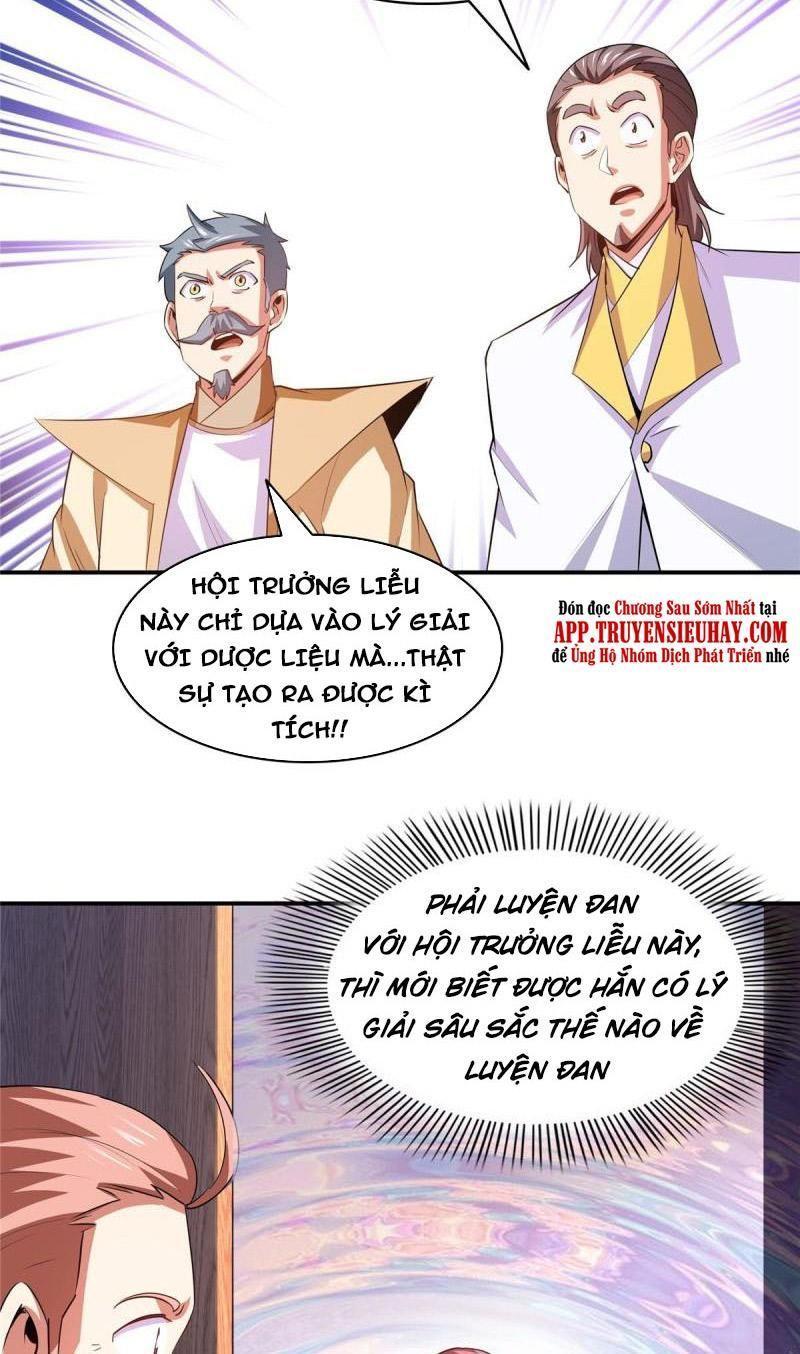 HỘI TRƯỞNG LIỄU
NÀY CHỈ DỰA VÀO LÝ GIẢI
VỚI DƯỢC LIỆU MÀ...THẬT
SỰ TẠO RA ĐƯỢC KÌ
TÍCH!!
Đón đọc Chương Sau Sớm Nhất tại
APP.TRUYENSIEUHAY.COM
để Ủng Hộ Nhóm Dịch Phát Triển nhé
PHẢI LUYỆN ĐAN
VỚI HỘI TRƯỞNG LIỄU NÀY,
THÌ MỚI BIẾT ĐƯỢC HẮN CÓ LÝ
GIẢI SÂU SẮC THẾ NÀO VỀ
LUYỆN ĐAN